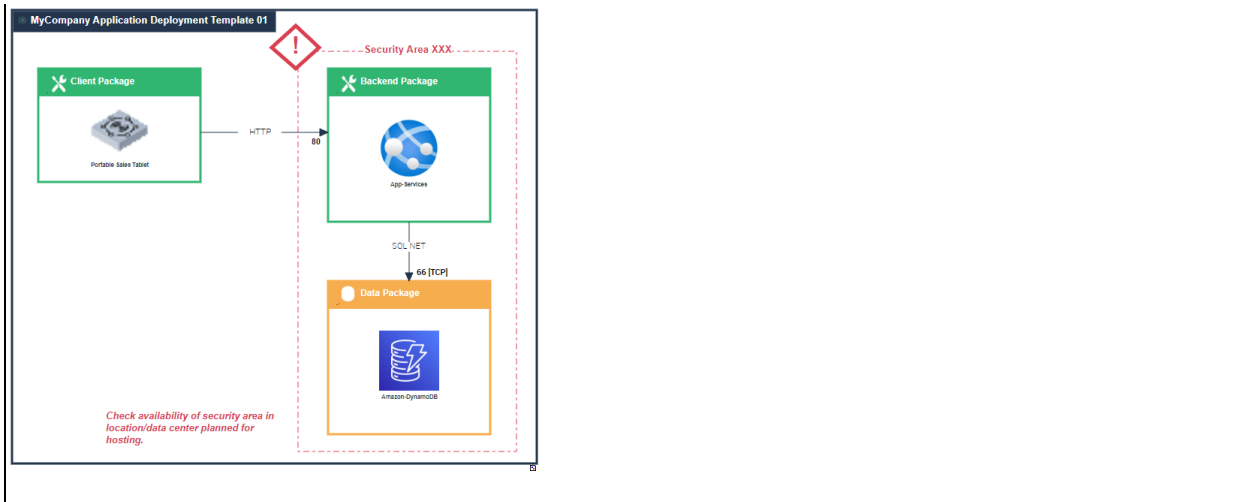 MyCompany Application Deployment Template 01
!
Security Area XXX
Client Package
Backend Package
HTTP
80
Portable Sales Tablet
App-Services
SQL NET
66 [TCP]
Data Package
Amazon-DynamoDB
Check availability of security area in
location/data center planned for
hosting.